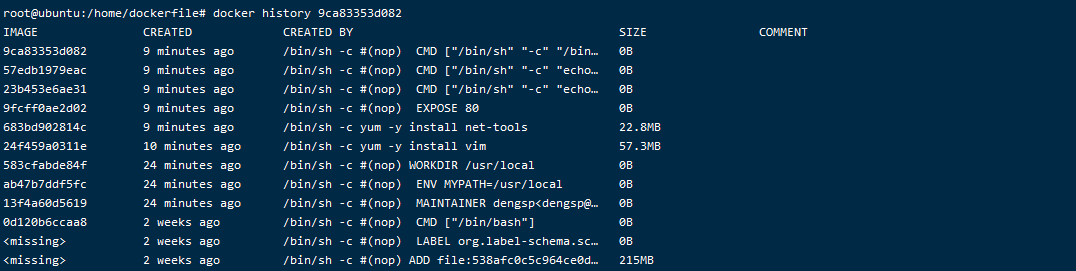 root@ubuntu:/home/dockerfile# docker history 9ca83353d082
IMAGE CREATED CREATED BY SIZE COMMENT
9ca83353d082 9 minutes ago /bin/sh -c #(nop) CMD ["/bin/sh" "-c" "/bin… 0B
57edb1979eac 9 minutes ago /bin/sh -c #(nop) CMD ["/bin/sh" "-c" "echo… 0B
23b453e6ae31 9 minutes ago /bin/sh -c #(nop) CMD ["/bin/sh" "-c" "echo… 0B
9fcff0ae2d02 9 minutes ago /bin/sh -c #(nop) EXPOSE 80 0B
683bd902814c 9 minutes ago /bin/sh -c yum -y install net-tools 22.8MB
24f459a0311e 10 minutes ago /bin/sh -c yum -y install vim 57.3MB
583cfabde84f 24 minutes ago /bin/sh -c #(nop) WORKDIR /usr/local 0B
ab47b7ddf5fc 24 minutes ago /bin/sh -c #(nop) ENV MYPATH=/usr/local 0B
13f4a60d5619 24 minutes ago /bin/sh -c #(nop) MAINTAINER dengsp<dengsp@… 0B
0d120b6ccaa8 2 weeks ago /bin/sh -c #(nop) CMD ["/bin/bash"] 0B
<missing> 2 weeks ago /bin/sh -c #(nop) LABEL org.label-schema.sc… 0B
<missing> 2 weeks ago /bin/sh -c #(nop) ADD file:538afc0c5c964ce0d… 215MB